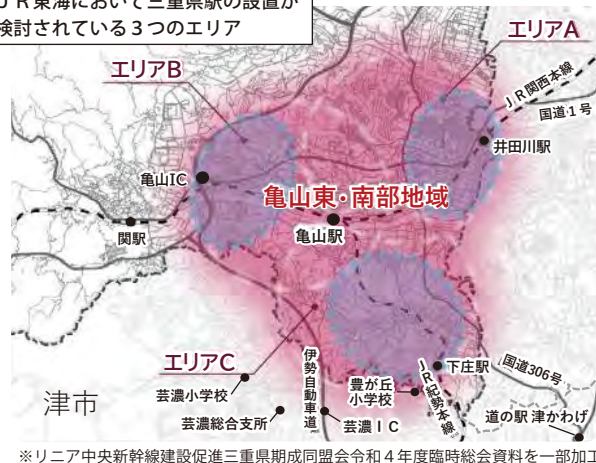 JR東海において三重県駅の設置が
検討されている3つのエリア
エリアA
エリアB
JR関西本線
国道1号
井田川駅
亀山IC
亀山東・南部地域
関駅
亀山駅
エリアC
津市
芸濃小学校
芸濃総合支所
伊勢自動車道
芸濃IC
豊が丘
小学校
下庄駅
JR紀勢本線
国道306号
道の駅 津かわげ
※リニア中央新幹線建設促進三重県期成同盟会令和4年度臨時総会資料を一部加工